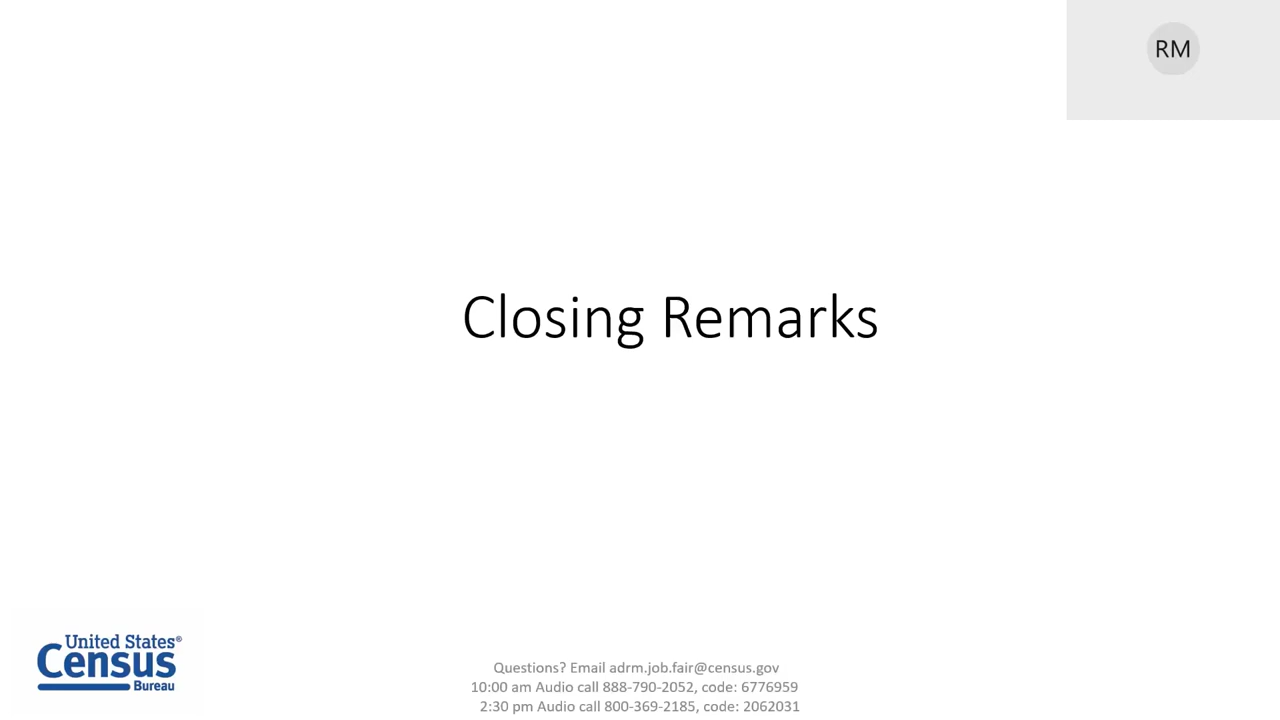 RM
Closing Remarks
United States®
Census
Bureau
Questions? Email adrm.job.fair@census.gov
10:00 am Audio call 888-790-2052, code: 6776959
2:30 pm Audio call 800-369-2185, code: 2062031